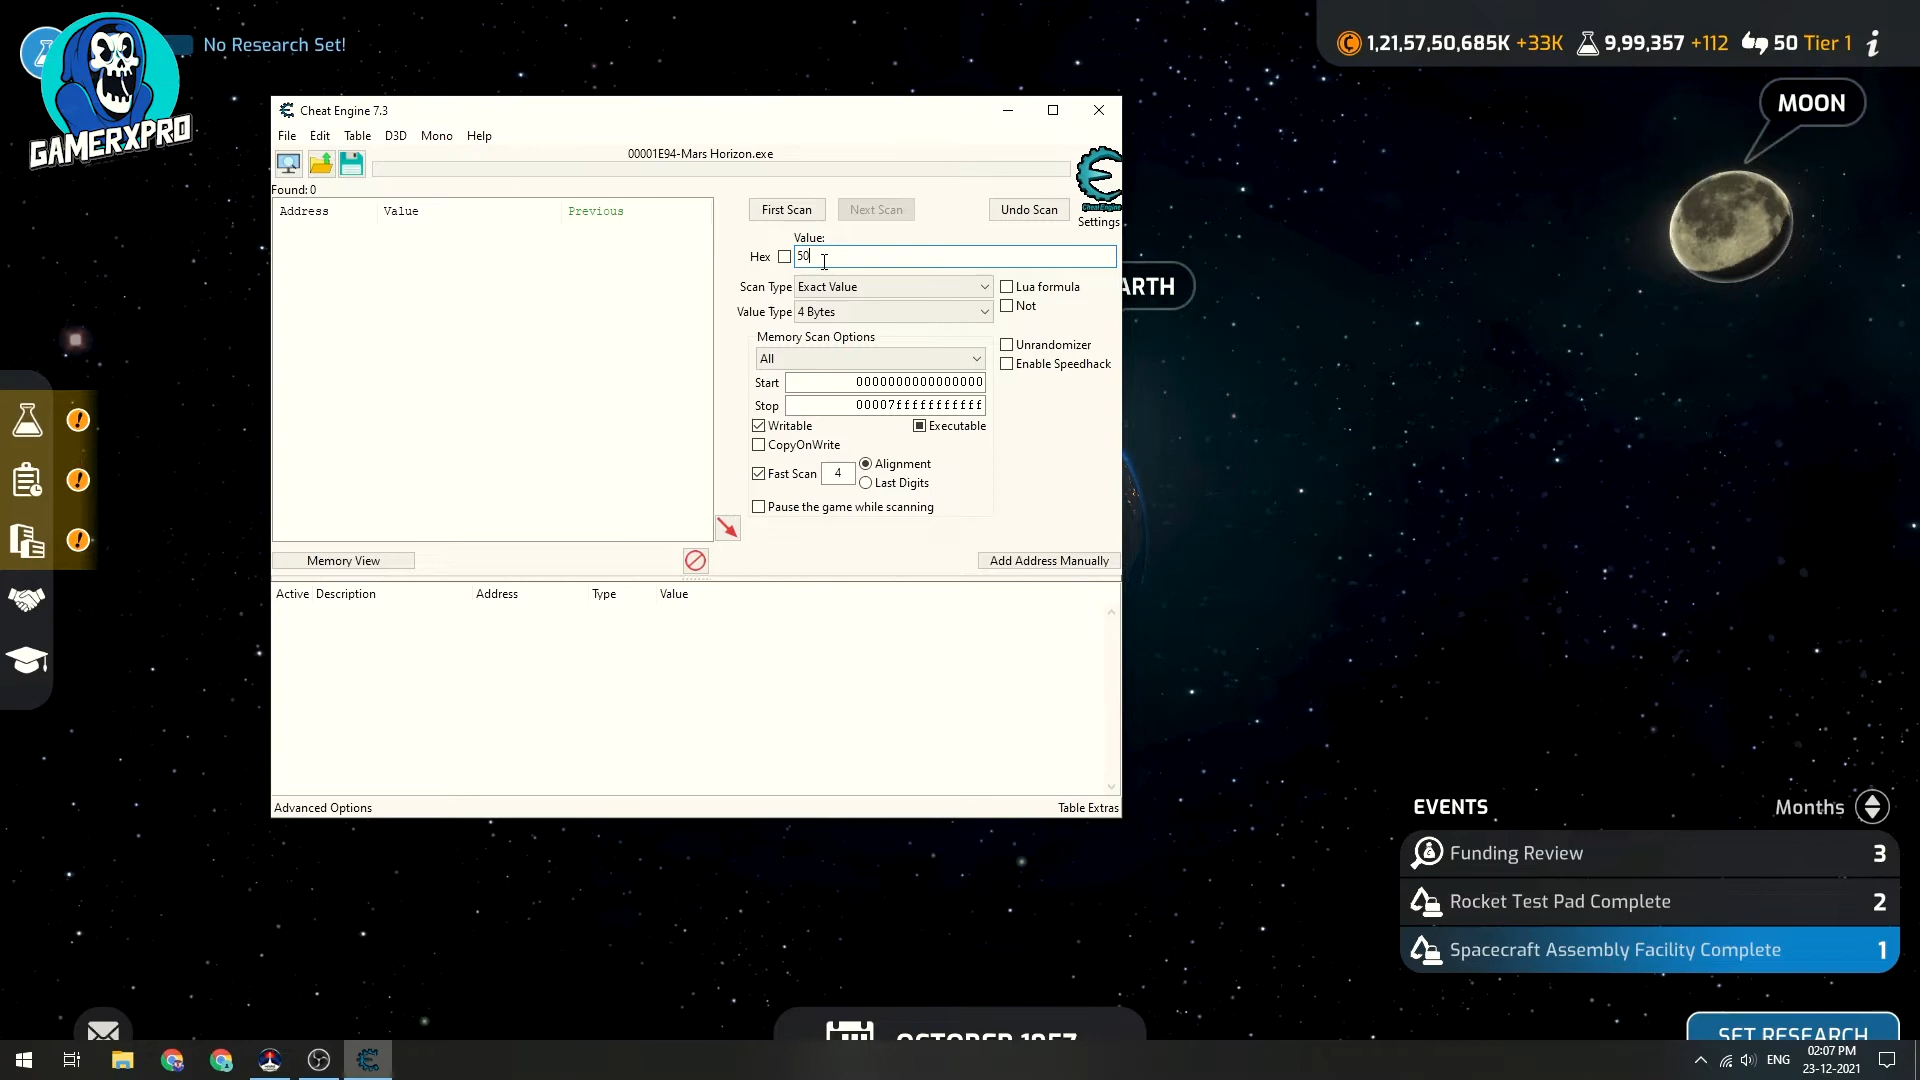 No Research Set!
1,21,57,50,685K +33K 9,99,357 +112 50 Tier 1
GAMERXPRO
MOON
ARTH
Cheat Engine 7.3
File Edit Table D3D Mono Help
00001E94-Mars Horizon.exe
Found: 0
Address Value Previous
First Scan Next Scan Undo Scan
Cheat Engine
Settings
Value:
Hex 50
Scan Type Exact Value Lua formula
Not
Value Type 4 Bytes
Memory Scan Options
All
Unrandomizer
Enable Speedhack
Start 0000000000000000
Stop 00007fffffffffff
Writable Executable
CopyOnWrite
Fast Scan 4 Alignment
Last Digits
Pause the game while scanning
Memory View Add Address Manually
Active Description Address Type Value
Advanced Options Table Extras
EVENTS Months
Funding Review 3
Rocket Test Pad Complete 2
Spacecraft Assembly Facility Complete 1
OCTOBER 1957
SET RESEARCH
ENG
02:07 PM
23-12-2021